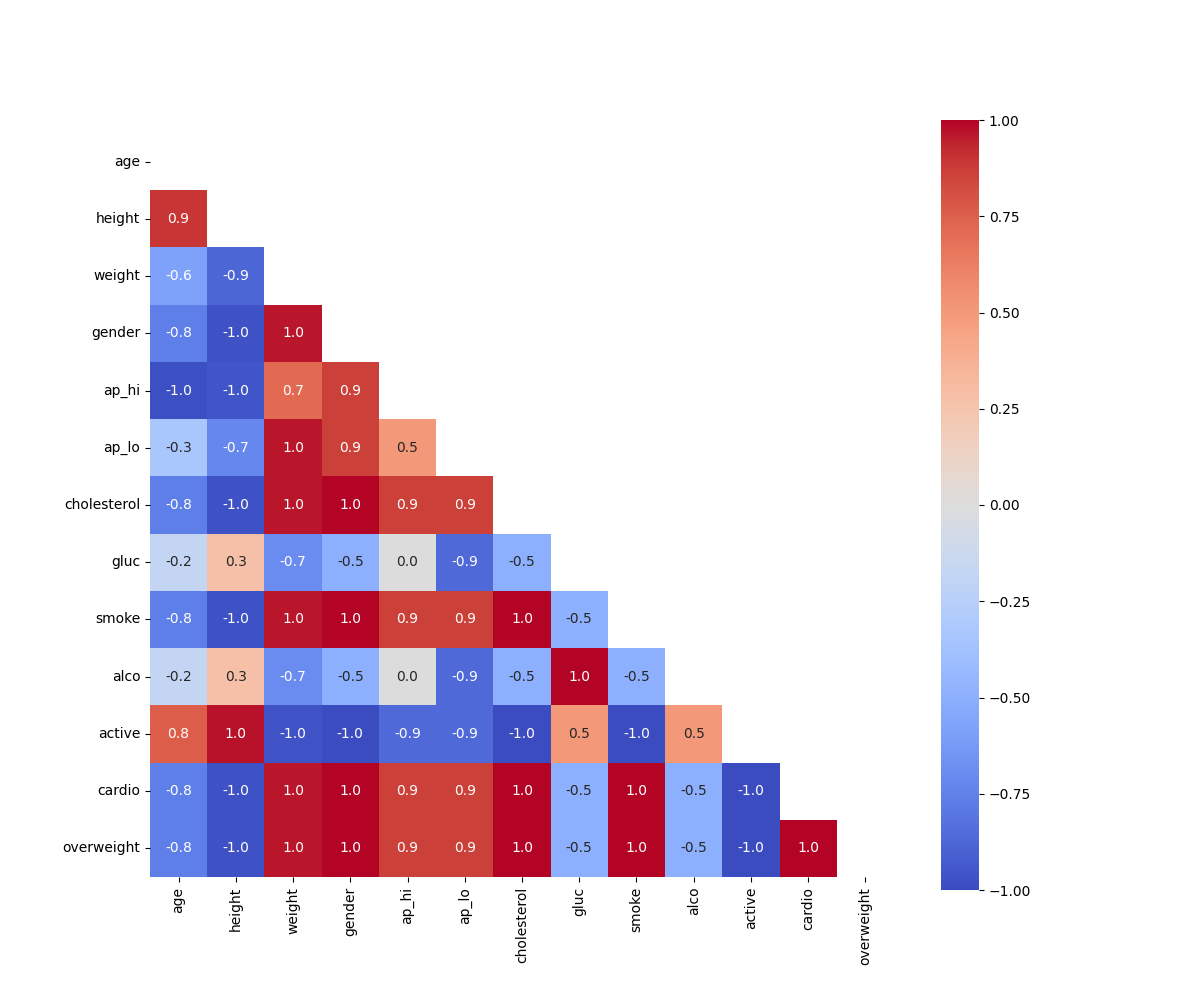 age
height 0.9
weight -0.6 -0.9
gender -0.8 -1.0 1.0
ap_hi -1.0 -1.0 0.7 0.9
ap_lo -0.3 -0.7 1.0 0.9 0.5
cholesterol -0.8 -1.0 1.0 1.0 0.9 0.9
gluc -0.2 0.3 -0.7 -0.5 0.0 -0.9 -0.5
smoke -0.8 -1.0 1.0 1.0 0.9 0.9 1.0 -0.5
alco -0.2 0.3 -0.7 -0.5 0.0 -0.9 -0.5 1.0 -0.5
active 0.8 1.0 -1.0 -1.0 -0.9 -0.9 -1.0 0.5 -1.0 0.5
cardio -0.8 -1.0 1.0 1.0 0.9 0.9 1.0 -0.5 1.0 -0.5 -1.0
overweight -0.8 -1.0 1.0 1.0 0.9 0.9 1.0 -0.5 1.0 -0.5 -1.0 1.0
age height weight gender ap_hi ap_lo cholesterol gluc smoke alco active cardio overweight
1.00
0.75
0.50
0.25
0.00
−0.25
−0.50
−0.75
−1.00